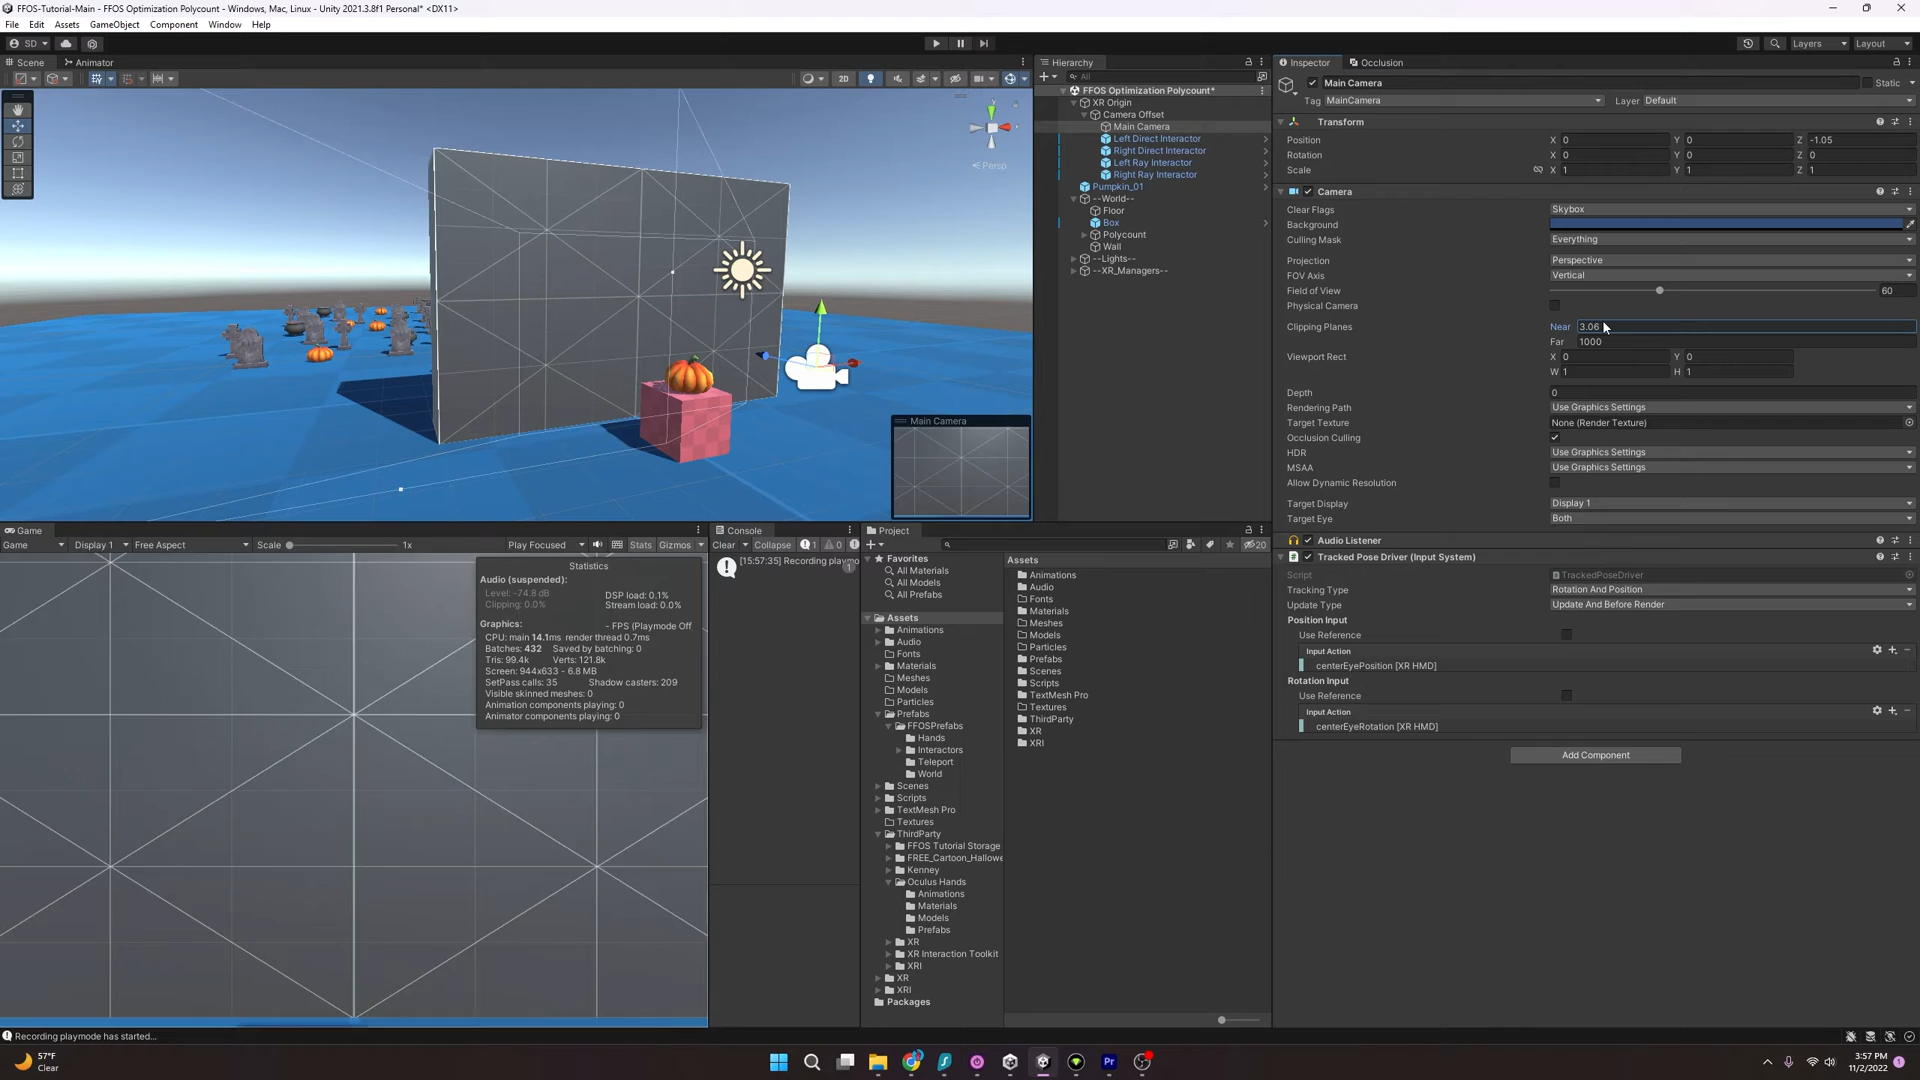 FFOS-Tutorial-Main - FFOS Optimization Polycount - Windows, Mac, Linux - Unity 2021.3.8f1 Personal* <DX11>
File Edit Assets GameObject Component Window Help
SD Layers Layout
Scene Animator
2D
Persp
Main Camera
Hierarchy
All
FFOS Optimization Polycount*
XR Origin
Camera Offset
Main Camera
Left Direct Interactor
Right Direct Interactor
Left Ray Interactor
Right Ray Interactor
Pumpkin_01
--World--
Floor
Box
Polycount
Wall
--Lights--
--XR_Managers--
Inspector Occlusion
Main Camera Static
Tag MainCamera Layer Default
Transform
Position X 0 Y 0 Z -1.05
Rotation X 0 Y 0 Z 0
Scale X 1 Y 1 Z 1
Camera
Clear Flags Skybox
Background
Culling Mask Everything
Projection Perspective
FOV Axis Vertical
Field of View 60
Physical Camera
Clipping Planes Near 3.06
Far 1000
Viewport Rect X 0 Y 0
W 1 H 1
Depth 0
Rendering Path Use Graphics Settings
Target Texture None (Render Texture)
Occlusion Culling
HDR Use Graphics Settings
MSAA Use Graphics Settings
Allow Dynamic Resolution
Target Display Display 1
Target Eye Both
Audio Listener
Tracked Pose Driver (Input System)
Script TrackedPoseDriver
Tracking Type Rotation And Position
Update Type Update And Before Render
Position Input
Use Reference
Input Action
centerEyePosition [XR HMD]
Rotation Input
Use Reference
Input Action
centerEyeRotation [XR HMD]
Add Component
Game
Game Display 1 Free Aspect Scale 1x Play Focused Stats Gizmos
Statistics
Audio (suspended):
Level: -74.8 dB DSP load: 0.1%
Clipping: 0.0% Stream load: 0.0%
Graphics: - FPS (Playmode Off
CPU: main 14.1ms render thread 0.7ms
Batches: 432 Saved by batching: 0
Tris: 99.4k Verts: 121.8k
Screen: 944x633 - 6.8 MB
SetPass calls: 35 Shadow casters: 209
Visible skinned meshes: 0
Animation components playing: 0
Animator components playing: 0
Console
Clear Collapse 1 0
[15:57:35] Recording playm
1
Project
20
Favorites
All Materials
All Models
All Prefabs
Assets
Animations
Audio
Fonts
Materials
Meshes
Models
Particles
Prefabs
FFOSPrefabs
Hands
Interactors
Teleport
World
Scenes
Scripts
TextMesh Pro
Textures
ThirdParty
FFOS Tutorial Storage
FREE_Cartoon_Hallowe
Kenney
Oculus Hands
Animations
Materials
Models
Prefabs
XR
XR Interaction Toolkit
XRI
XR
XRI
Packages
Assets
Animations
Audio
Fonts
Materials
Meshes
Models
Particles
Prefabs
Scenes
Scripts
TextMesh Pro
Textures
ThirdParty
XR
XRI
Recording playmode has started...
57°F
Clear
Pr
3:57 PM
11/2/2022
1